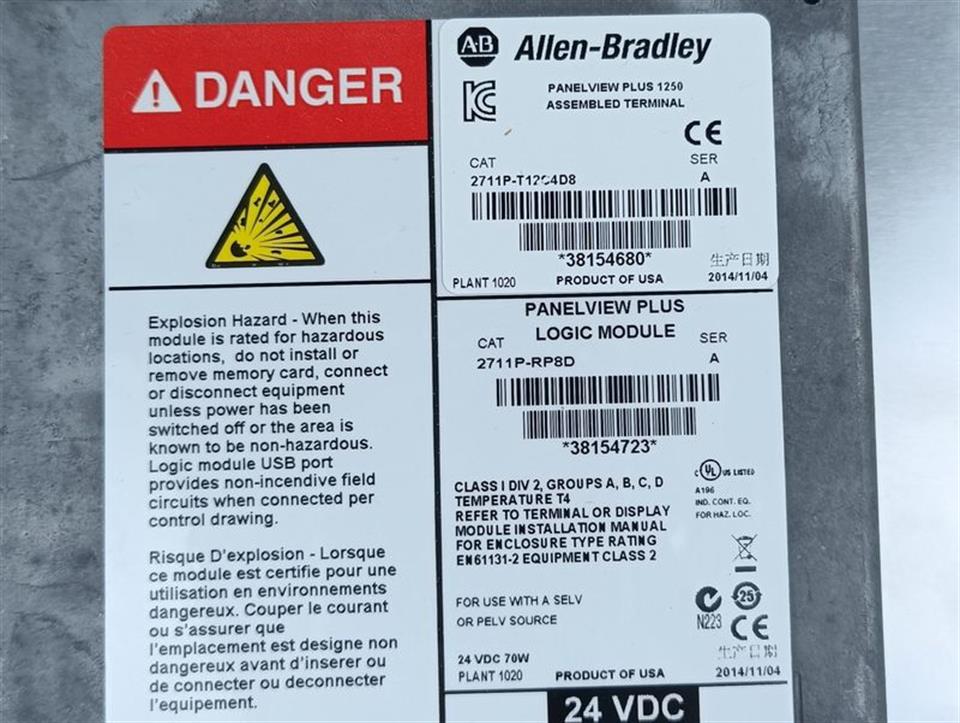 DANGER
Explosion Hazard - When this
module is rated for hazardous
locations, do not install or
remove memory card, connect
or disconnect equipment
unless power has been
switched off or the area is
known to be non-hazardous.
Logic module USB port
provides non-incendive field
circuits when connected per
control drawing.
Risque D'explosion - Lorsque
ce module est certifie pour une
utilisation en environnements
dangereux. Couper le courant
ou s'assurer que
l'emplacement est designe non
dangereux avant d'inserer ou
de connecter ou deconnecter
l'equipement.
AB Allen-Bradley
PANELVIEW PLUS 1250
ASSEMBLED TERMINAL
KC
CE
CAT SER
2711P-T12C4D8 A
*38154680* 生产日期
PLANT 1020 PRODUCT OF USA 2014/11/04
PANELVIEW PLUS
LOGIC MODULE
CAT SER
2711P-RP8D A
*38154723*
CLASS I DIV 2, GROUPS A, B, C, D
TEMPERATURE T4
REFER TO TERMINAL OR DISPLAY
MODULE INSTALLATION MANUAL
FOR ENCLOSURE TYPE RATING
EN61131-2 EQUIPMENT CLASS 2
c UL US LISTED
A196
IND. CONT. EQ.
FOR HAZ. LOC.
FOR USE WITH A SELV
OR PELV SOURCE
25
N223 CE
生产日期
24 VDC 70W
PLANT 1020 PRODUCT OF USA 2014/11/04
24 VDC